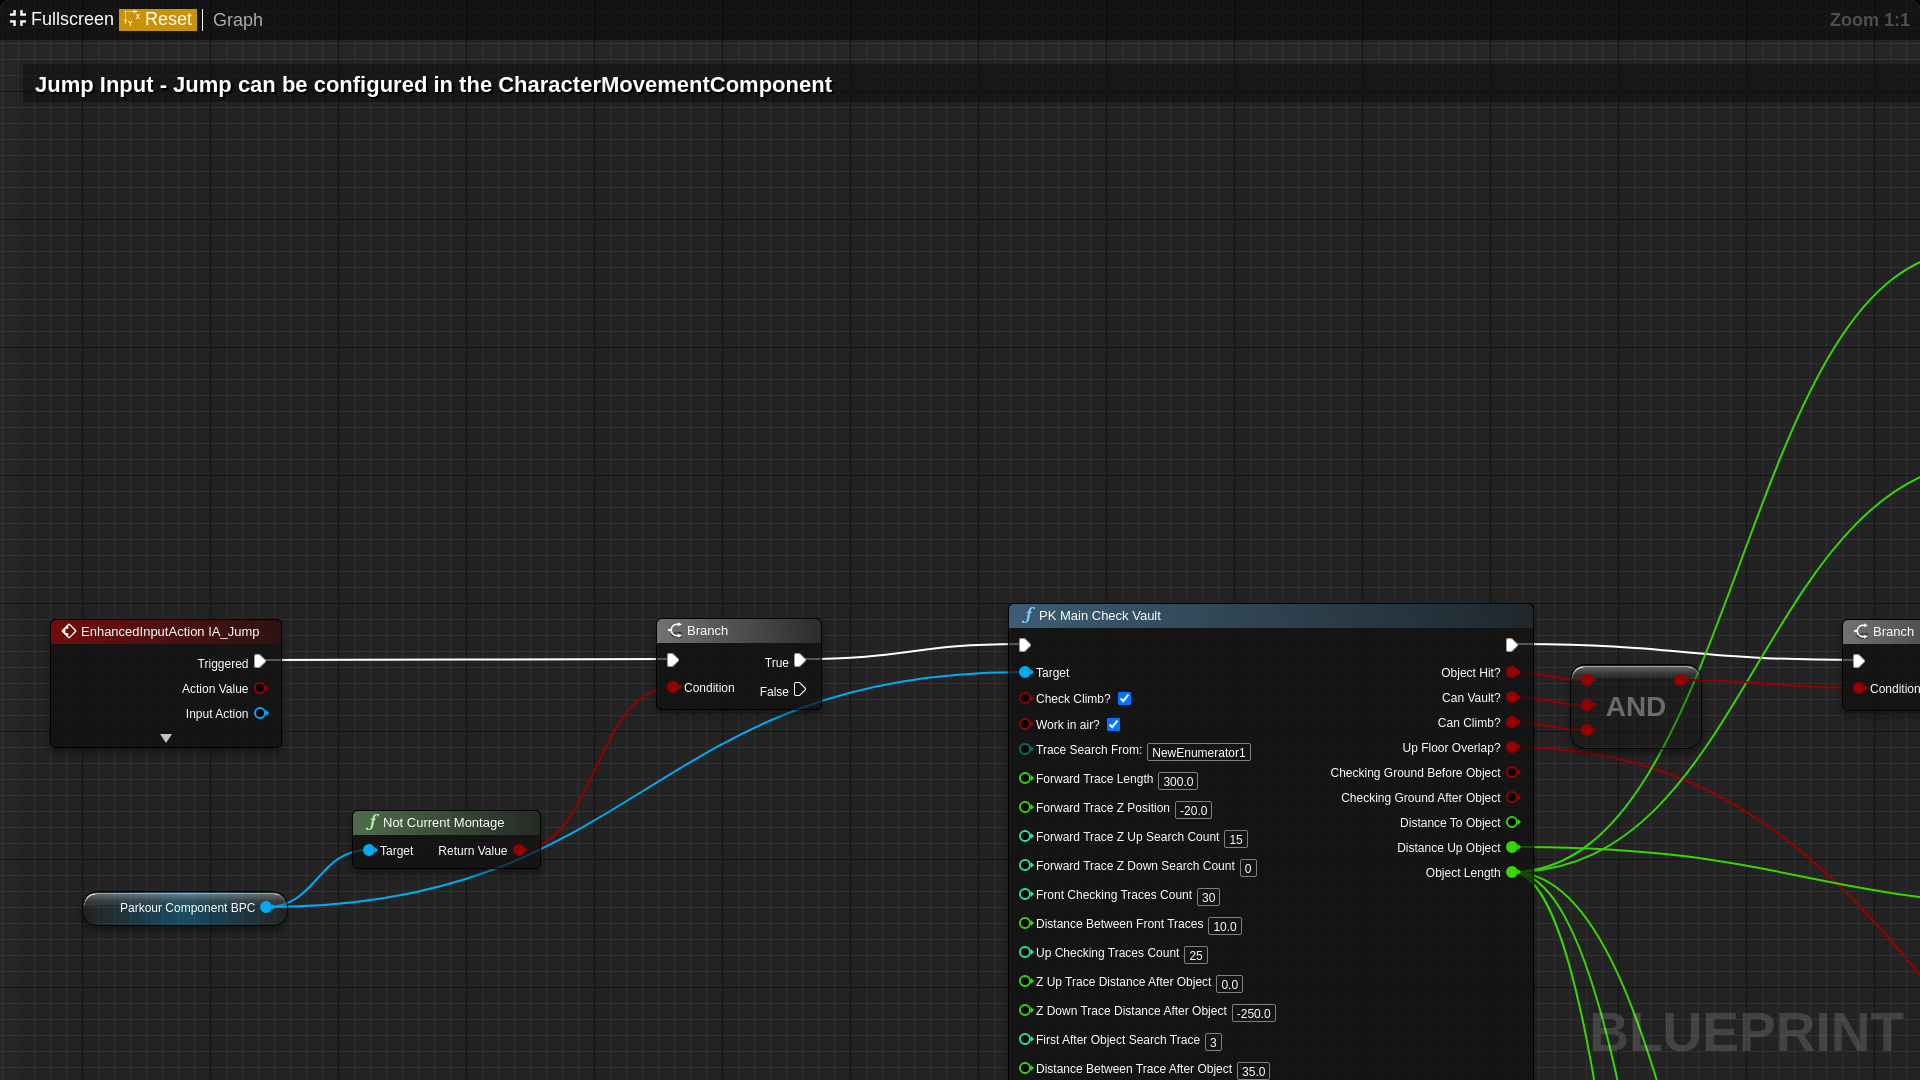 Fullscreen Reset Graph Zoom 1:1
Jump Input - Jump can be configured in the CharacterMovementComponent
EnhancedInputAction IA_Jump
Triggered
Action Value
Input Action
Parkour Component BPC
Not Current Montage
Target Return Value
Branch
True
Condition
False
PK Main Check Vault
Target
Check Climb?
Work in air?
Trace Search From: NewEnumerator1
Forward Trace Length 300.0
Forward Trace Z Position -20.0
Forward Trace Z Up Search Count 15
Forward Trace Z Down Search Count 0
Front Checking Traces Count 30
Distance Between Front Traces 10.0
Up Checking Traces Count 25
Z Up Trace Distance After Object 0.0
Z Down Trace Distance After Object -250.0
First After Object Search Trace 3
Distance Between Trace After Object 35.0
Object Hit?
Can Vault?
Can Climb?
Up Floor Overlap?
Checking Ground Before Object
Checking Ground After Object
Distance To Object
Distance Up Object
Object Length
AND
Branch
Condition
BLUEPRINT